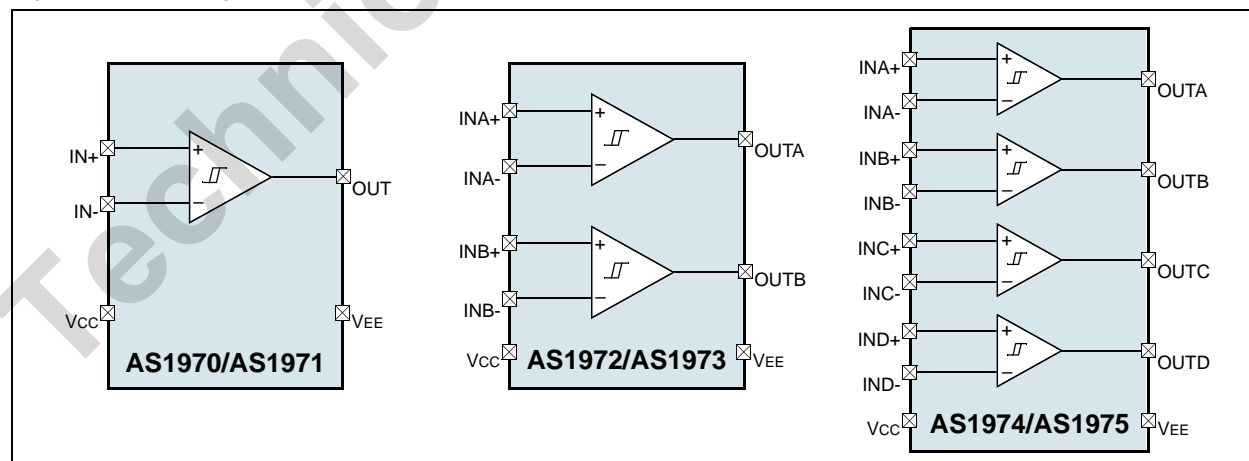 Technic
IN+
IN-
+
−
OUT
VCC
VEE
AS1970/AS1971
INA+
INA-
+
−
OUTA
INB+
INB-
+
−
OUTB
VCC
VEE
AS1972/AS1973
INA+
INA-
+
−
OUTA
INB+
INB-
+
−
OUTB
INC+
INC-
+
−
OUTC
IND+
IND-
+
−
OUTD
VCC
VEE
AS1974/AS1975